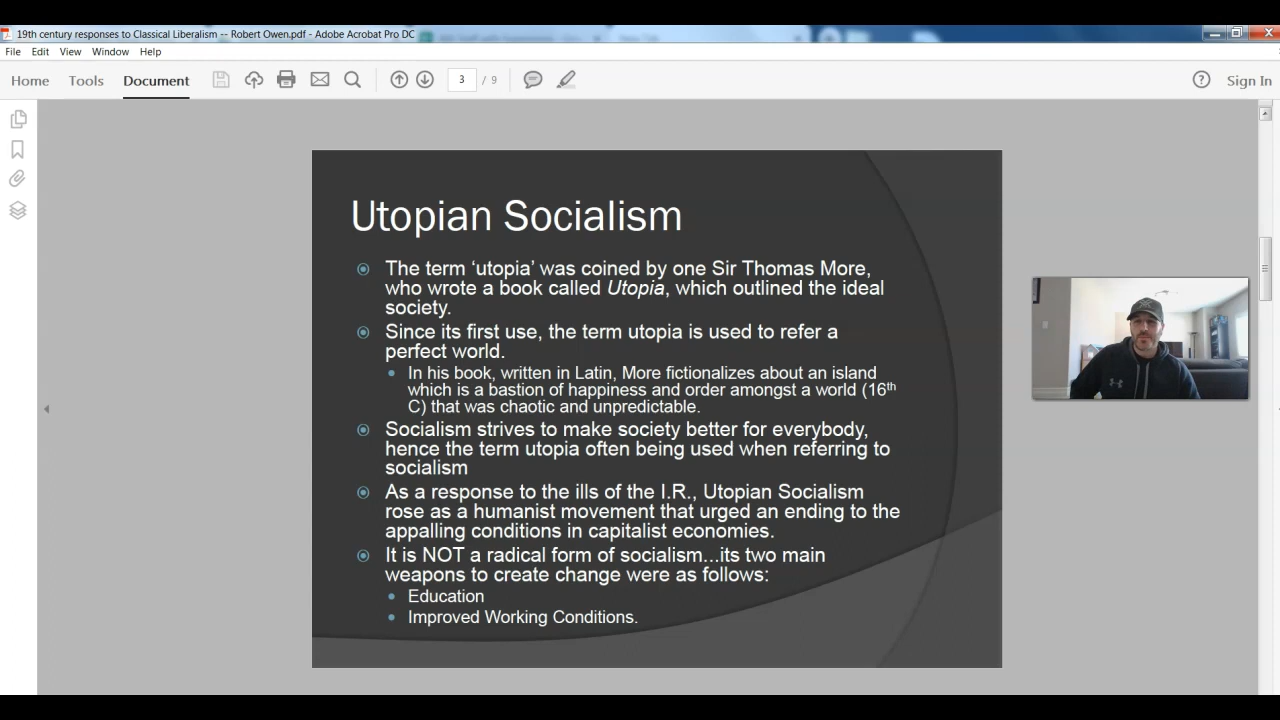 19th century responses to Classical Liberalism -- Robert Owen.pdf - Adobe Acrobat Pro DC
File Edit View Window Help
Home Tools Document 3 / 9 Sign In
Utopian Socialism
The term ‘utopia’ was coined by one Sir Thomas More,
who wrote a book called Utopia, which outlined the ideal
society.
Since its first use, the term utopia is used to refer a
perfect world.
In his book, written in Latin, More fictionalizes about an island
which is a bastion of happiness and order amongst a world (16th
C) that was chaotic and unpredictable.
Socialism strives to make society better for everybody,
hence the term utopia often being used when referring to
socialism
As a response to the ills of the I.R., Utopian Socialism
rose as a humanist movement that urged an ending to the
appalling conditions in capitalist economies.
It is NOT a radical form of socialism...its two main
weapons to create change were as follows:
Education
Improved Working Conditions.